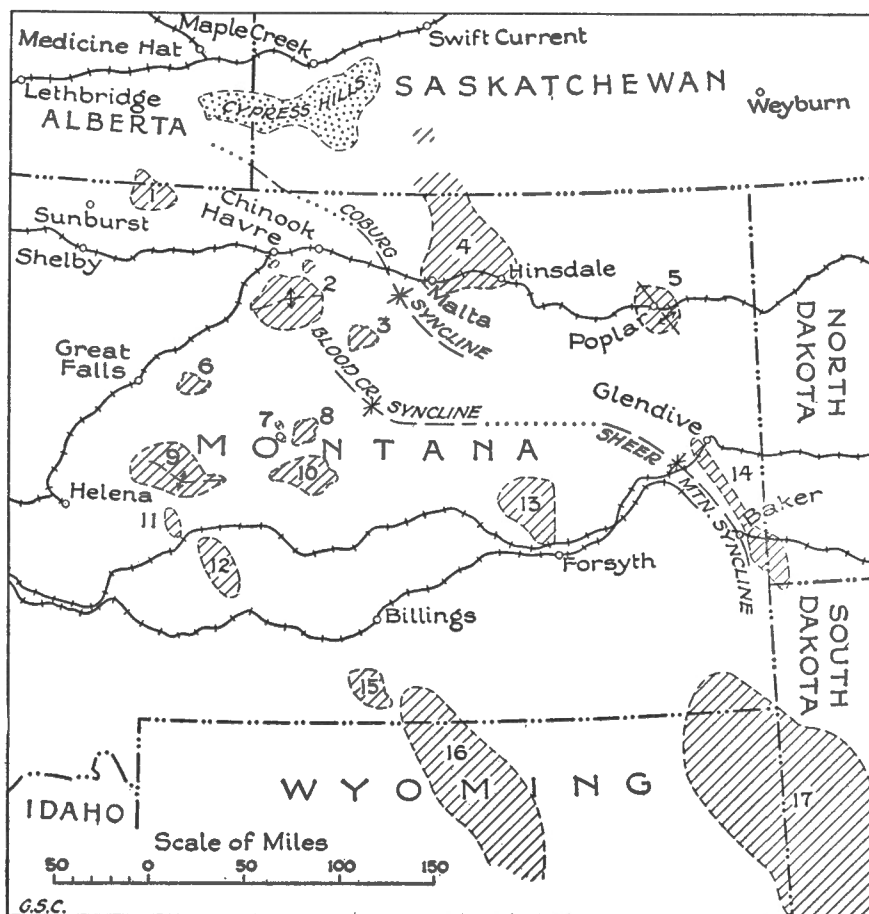 Maple Creek
Swift Current
Medicine Hat
SASKATCHEWAN
Lethbridge
CYPRESS HILLS
Weyburn
ALBERTA
1
Sunburst
Chinook
Havre
COBURG
SYNCLINE
4
Shelby
Hinsdale
Malta
2
3
5
Poplar
NORTH
DAKOTA
BLOOD CR.
SYNCLINE
Great
Falls
6
7
8
Glendive
MONTANA
SHEER
MTN. SYNCLINE
9
10
14
Helena
Baker
13
11
12
Forsyth
Billings
SOUTH
DAKOTA
15
16
WYOMING
17
IDAHO
Scale of Miles
50 0 50 100 150
G.S.C.